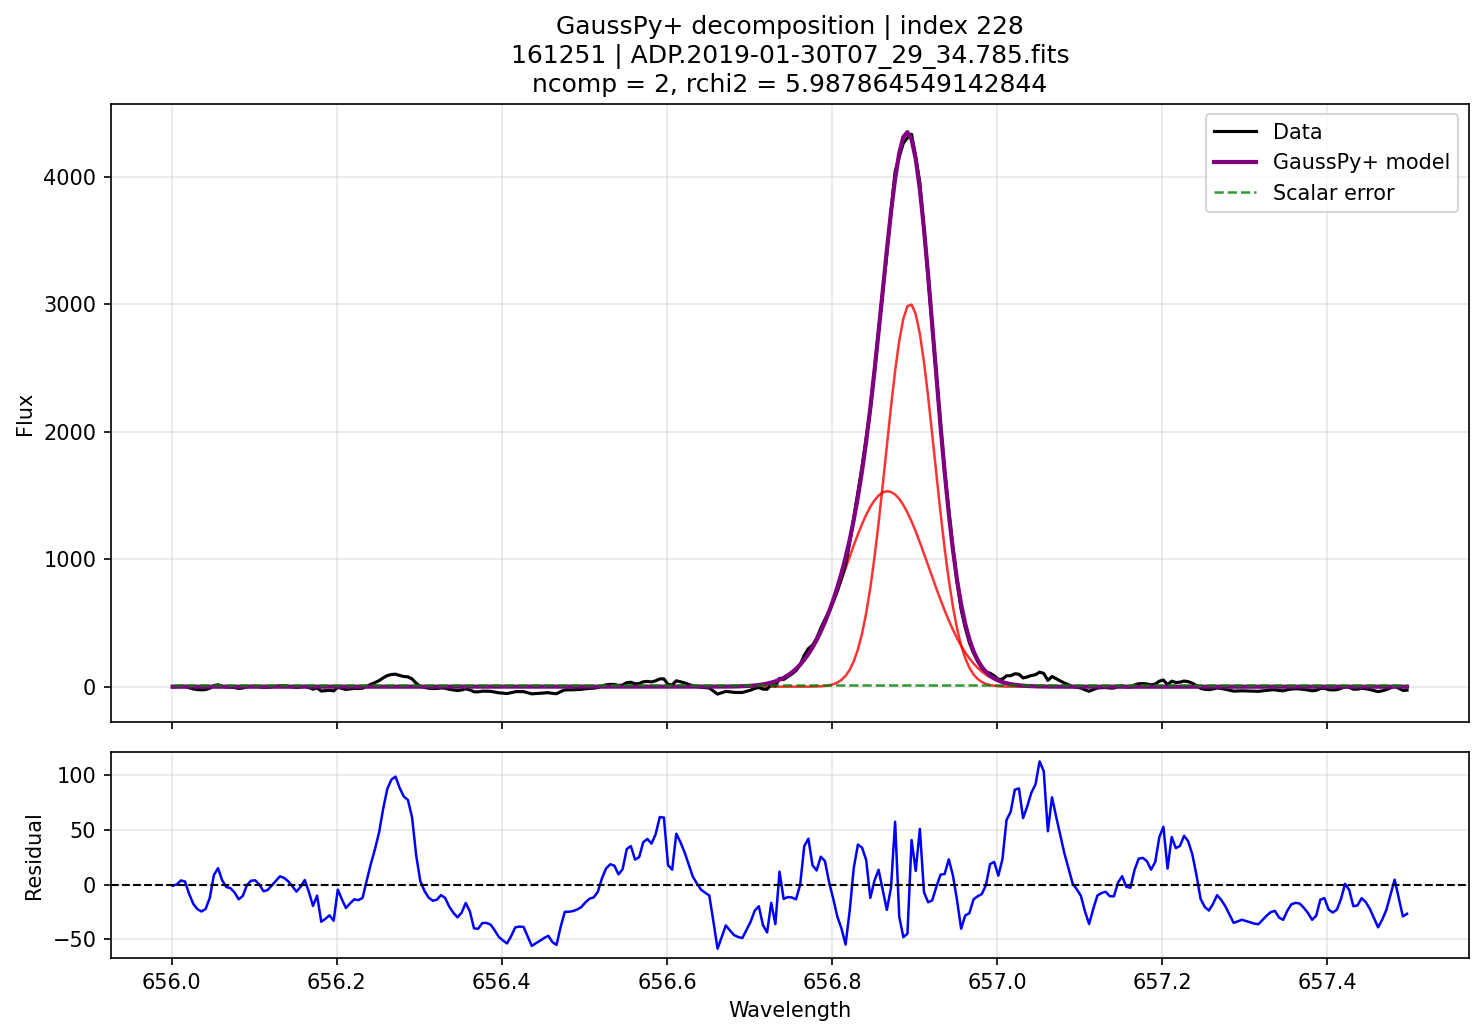 GaussPy+ decomposition | index 228
161251 | ADP.2019-01-30T07_29_34.785.fits
ncomp = 2, rchi2 = 5.987864549142844
Data
GaussPy+ model
Scalar error
4000
3000
2000
1000
0
Flux
100
50
0
−50
Residual
656.0 656.2 656.4 656.6 656.8 657.0 657.2 657.4
Wavelength